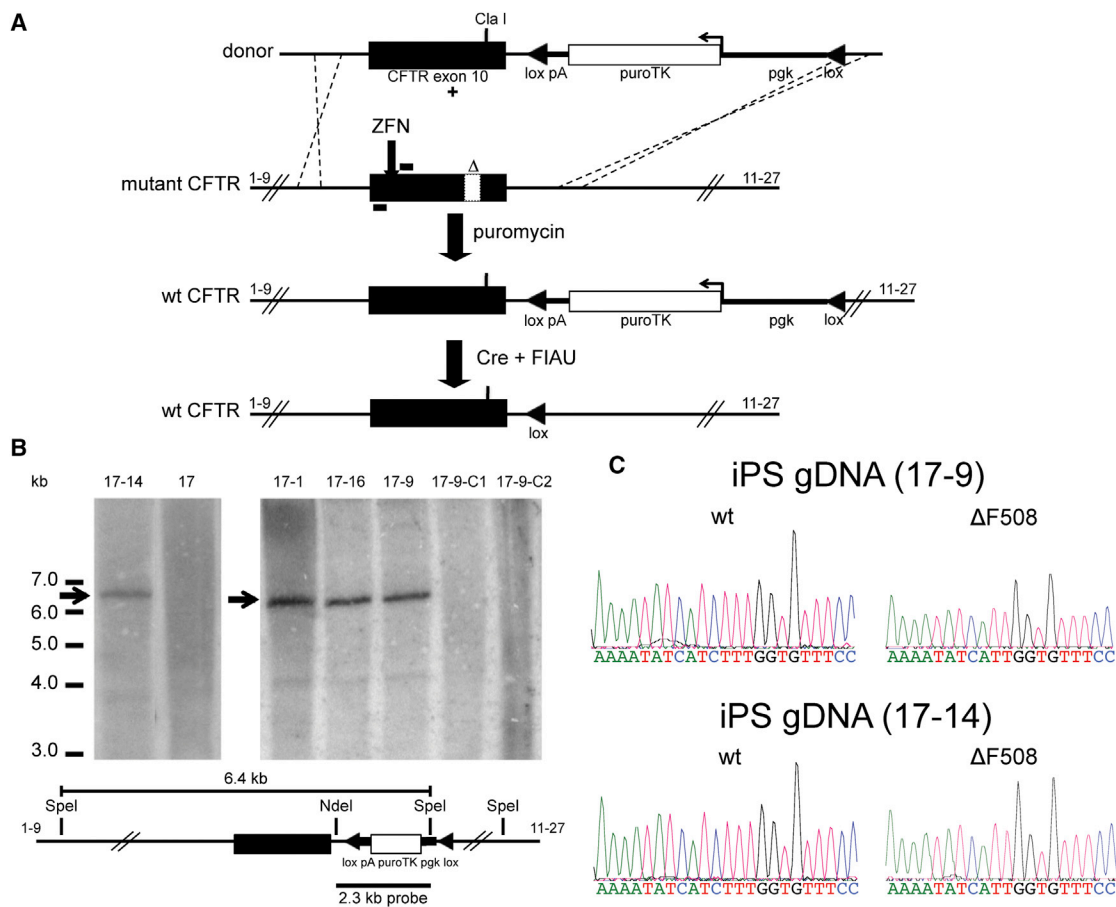 A
Cla I
donor
CFTR exon 10
lox pA
puroTK
pgk
lox
+
ZFN
Δ
mutant CFTR
1-9
11-27
puromycin
wt CFTR
1-9
11-27
lox pA
puroTK
pgk
lox
Cre + FIAU
wt CFTR
1-9
11-27
lox
B
kb
17-14
17
17-1
17-16
17-9
17-9-C1
17-9-C2
7.0
6.0
5.0
4.0
3.0
6.4 kb
SpeI
NdeI
SpeI
SpeI
1-9
11-27
lox pA puroTK pgk lox
2.3 kb probe
C
iPS gDNA (17-9)
wt
ΔF508
AAAATATCATCTTTGGTGTTTCC
AAAATATCATTGGTGTTTCC
iPS gDNA (17-14)
wt
ΔF508
AAAATATCATCTTTGGTGTTTCC
AAAATATCATTGGTGTTTCC